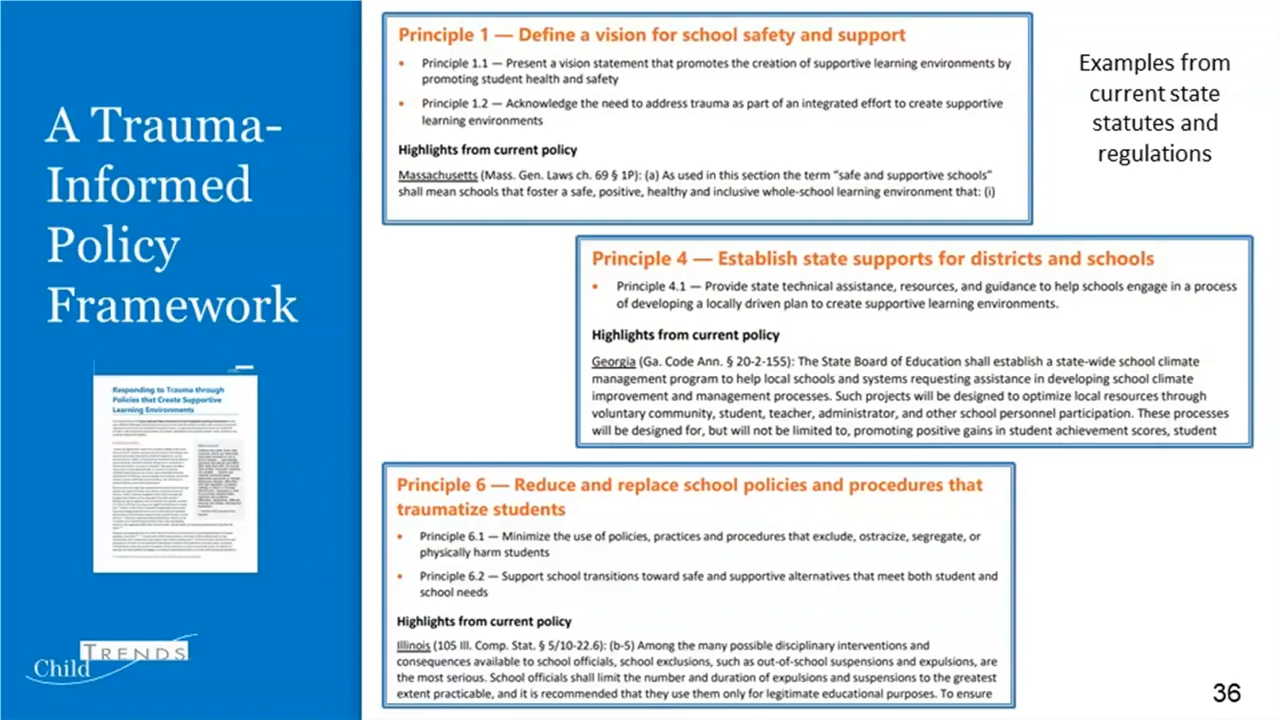 A Trauma-
Informed
Policy
Framework
Responding to Trauma through
Policies that Create Supportive
Learning Environments
Child TRENDS
Principle 1 — Define a vision for school safety and support
• Principle 1.1 — Present a vision statement that promotes the creation of supportive learning environments by
promoting student health and safety
• Principle 1.2 — Acknowledge the need to address trauma as part of an integrated effort to create supportive
learning environments
Highlights from current policy
Massachusetts (Mass. Gen. Laws ch. 69 § 1P): (a) As used in this section the term “safe and supportive schools”
shall mean schools that foster a safe, positive, healthy and inclusive whole-school learning environment that: (i)
Examples from
current state
statutes and
regulations
Principle 4 — Establish state supports for districts and schools
• Principle 4.1 — Provide state technical assistance, resources, and guidance to help schools engage in a process
of developing a locally driven plan to create supportive learning environments.
Highlights from current policy
Georgia (Ga. Code Ann. § 20-2-155): The State Board of Education shall establish a state-wide school climate
management program to help local schools and systems requesting assistance in developing school climate
improvement and management processes. Such projects will be designed to optimize local resources through
voluntary community, student, teacher, administrator, and other school personnel participation. These processes
will be designed for, but will not be limited to, promoting positive gains in student achievement scores, student
Principle 6 — Reduce and replace school policies and procedures that
traumatize students
• Principle 6.1 — Minimize the use of policies, practices and procedures that exclude, ostracize, segregate, or
physically harm students
• Principle 6.2 — Support school transitions toward safe and supportive alternatives that meet both student and
school needs
Highlights from current policy
Illinois (105 Ill. Comp. Stat. § 5/10-22.6): (b-5) Among the many possible disciplinary interventions and
consequences available to school officials, school exclusions, such as out-of-school suspensions and expulsions, are
the most serious. School officials shall limit the number and duration of expulsions and suspensions to the greatest
extent practicable, and it is recommended that they use them only for legitimate educational purposes. To ensure
36